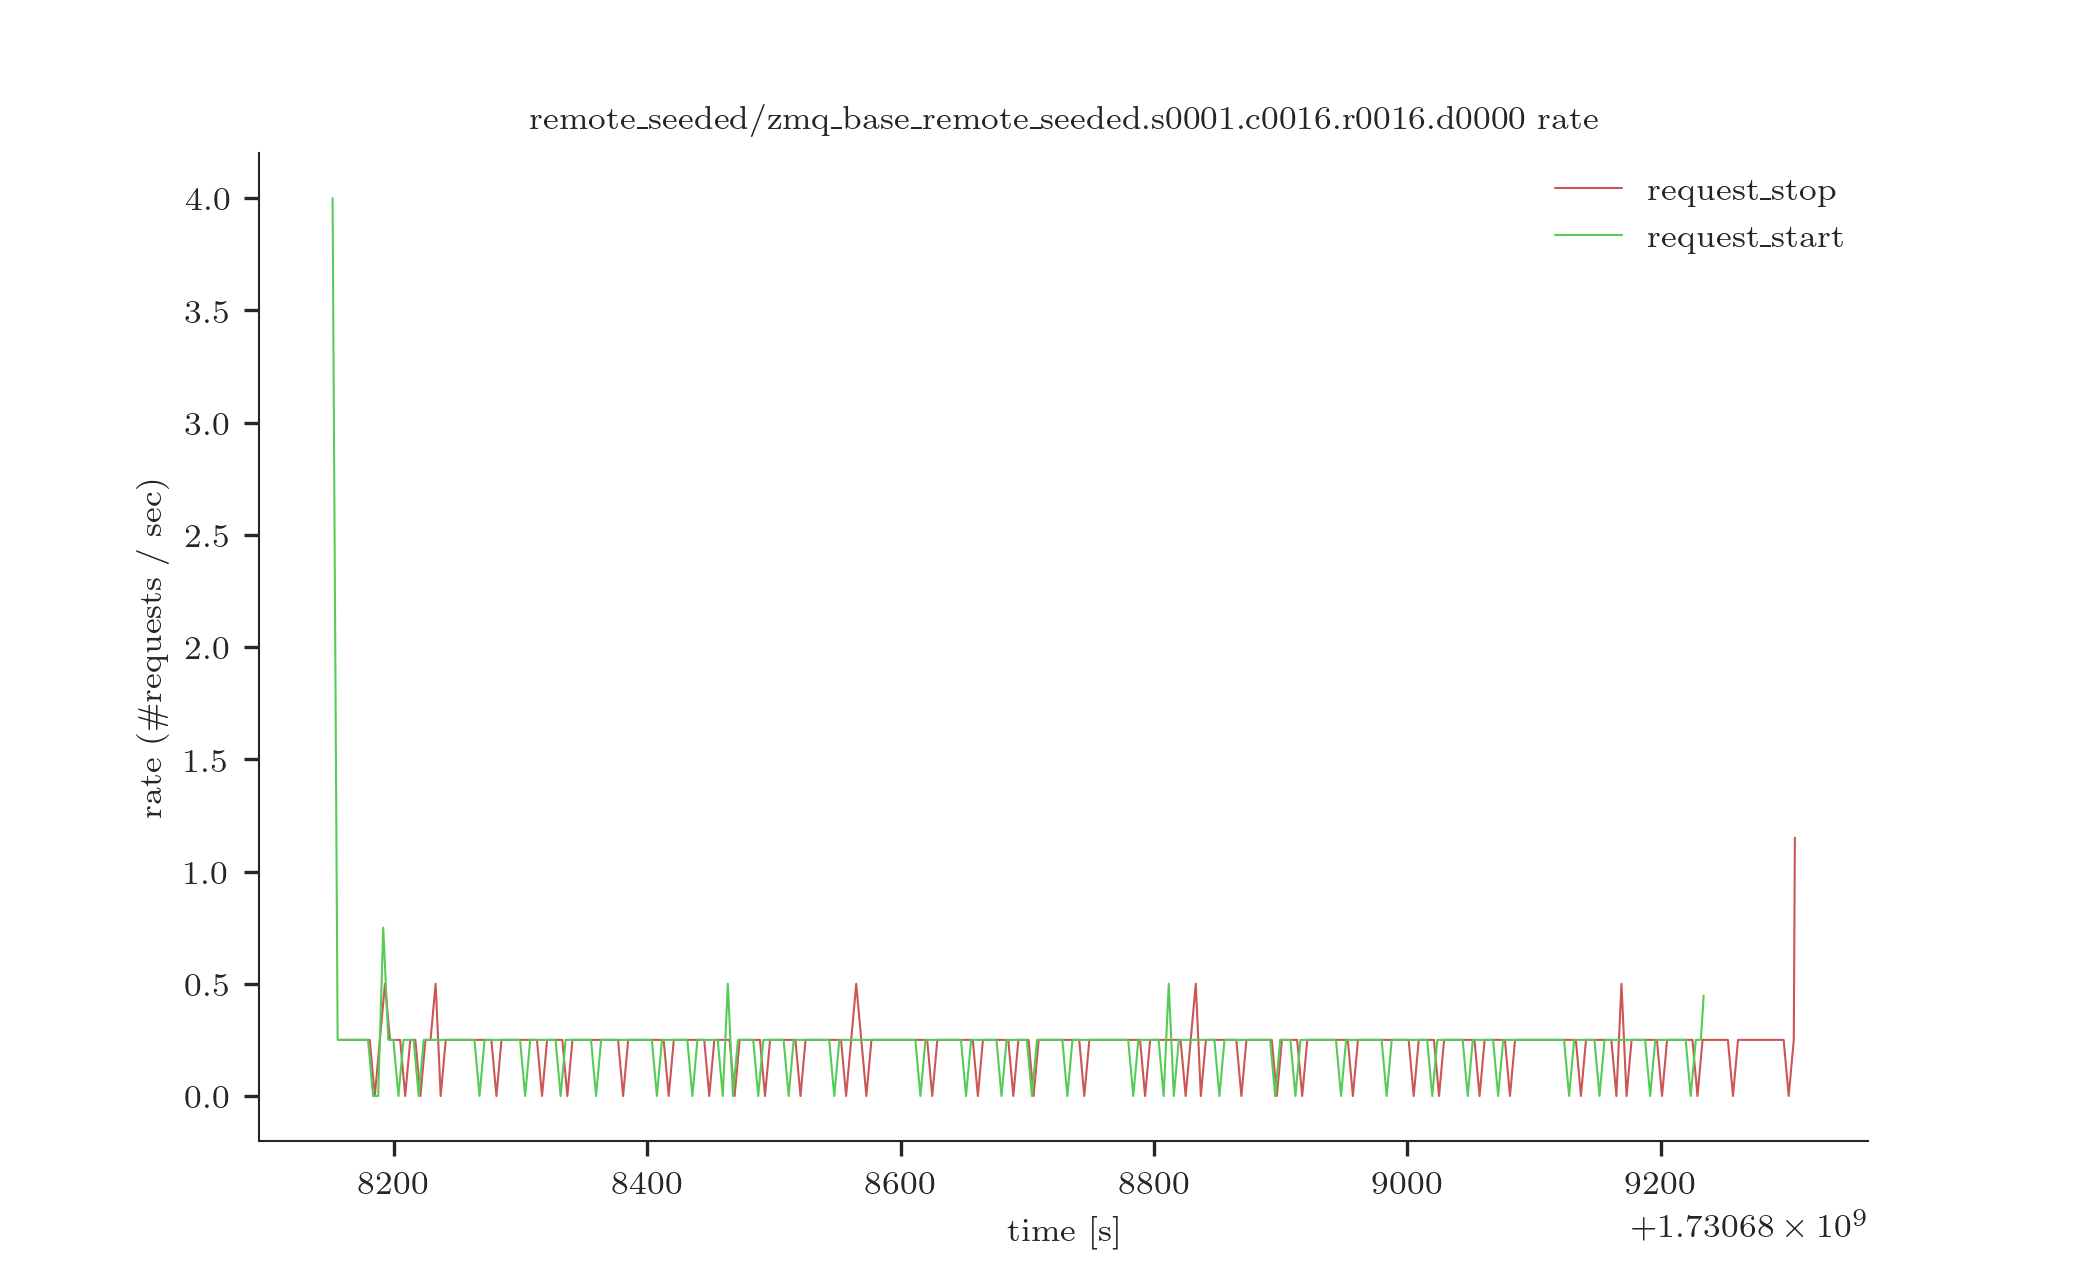 remote_seeded/zmq_base_remote_seeded.s0001.c0016.r0016.d0000 rate
request_stop
request_start
rate (#requests / sec)
4.0
3.5
3.0
2.5
2.0
1.5
1.0
0.5
0.0
8200 8400 8600 8800 9000 9200
time [s]
+1.73068 × 10⁹